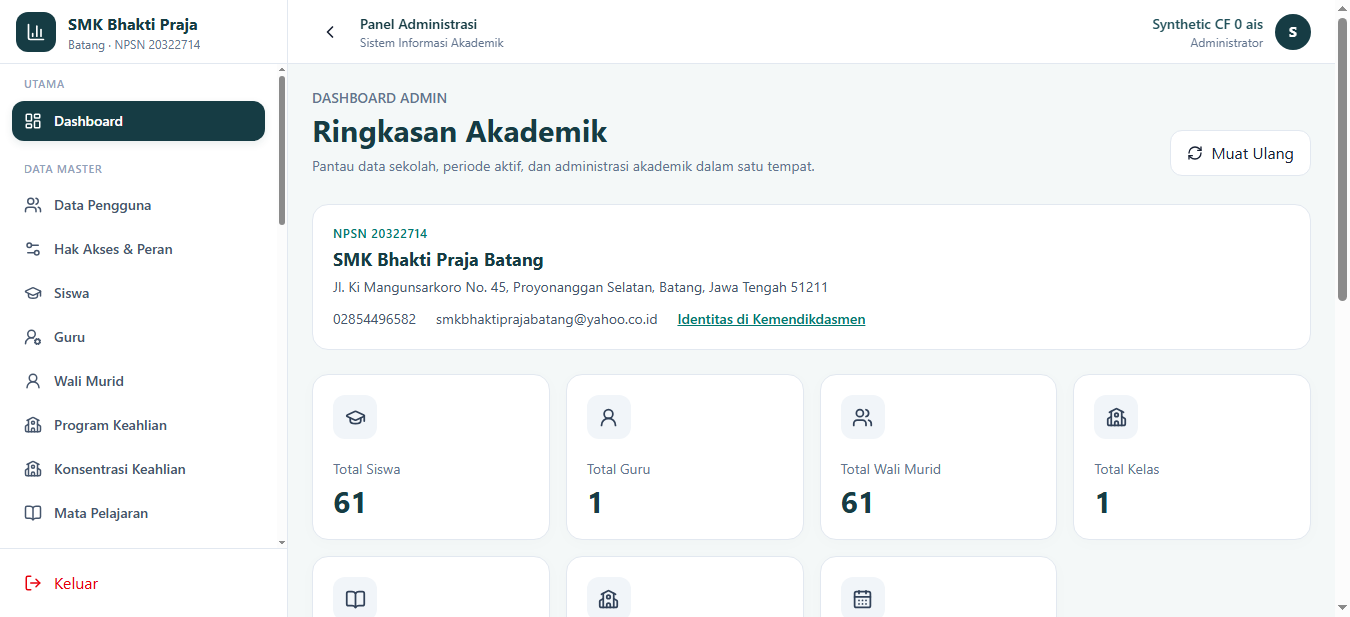 SMK Bhakti Praja
Batang · NPSN 20322714
UTAMA
Dashboard
DATA MASTER
Data Pengguna
Hak Akses & Peran
Siswa
Guru
Wali Murid
Program Keahlian
Konsentrasi Keahlian
Mata Pelajaran
Keluar
Panel Administrasi
Sistem Informasi Akademik
Synthetic CF 0 ais
Administrator
S
DASHBOARD ADMIN
Ringkasan Akademik
Pantau data sekolah, periode aktif, dan administrasi akademik dalam satu tempat.
Muat Ulang
NPSN 20322714
SMK Bhakti Praja Batang
Jl. Ki Mangunsarkoro No. 45, Proyonanggan Selatan, Batang, Jawa Tengah 51211
02854496582 smkbhaktiprajabatang@yahoo.co.id Identitas di Kemendikdasmen
Total Siswa
61
Total Guru
1
Total Wali Murid
61
Total Kelas
1